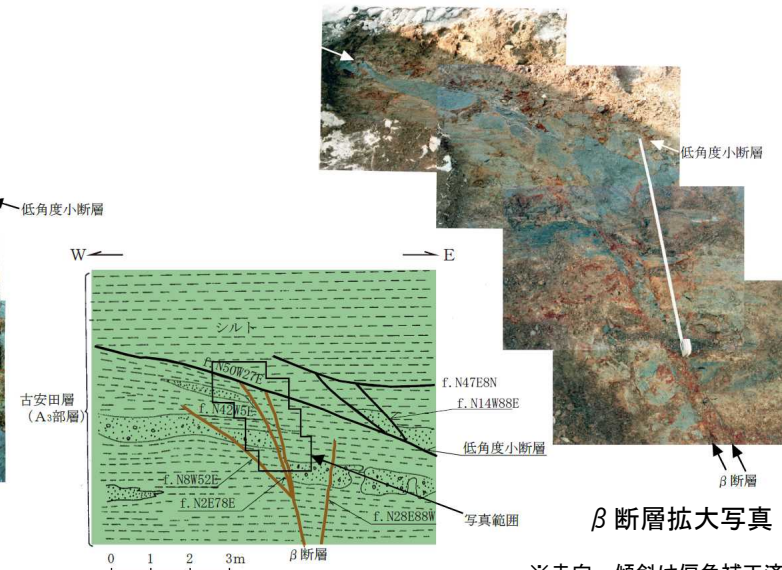 低角度小断層
低角度小断層
W
E
シルト
f.N50W27E
f.N47E8N
f.N14W88E
古安田層
(A₃部層)
f.N42W5E
低角度小断層
f.N8W52E
f.N2E78E
f.N28E88W
写真範囲
β断層
0 1 2 3m
β断層
β断層拡大写真